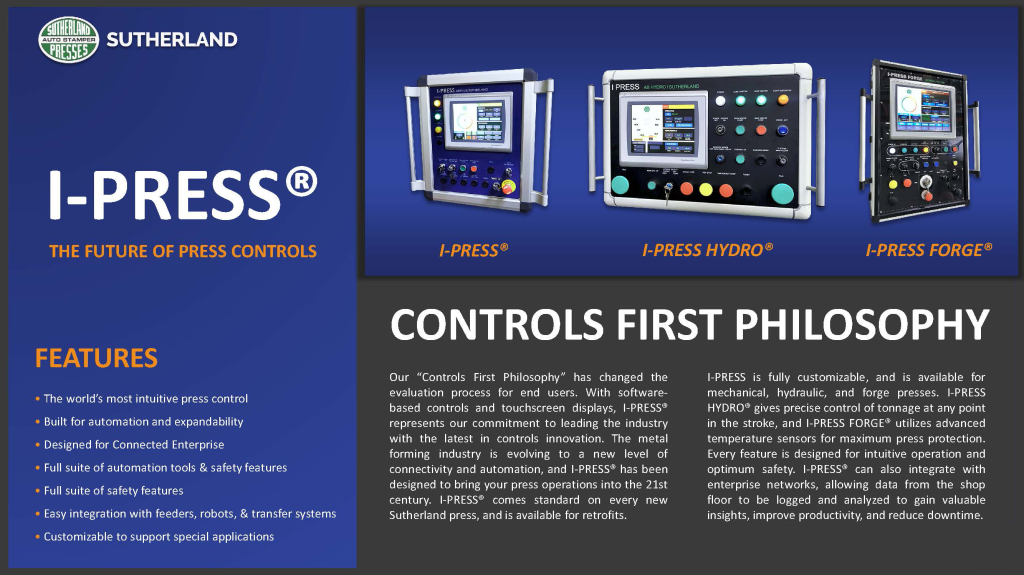 SUTHERLAND
AUTO STAMPER
PRESSES
SUTHERLAND
I-PRESS®
THE FUTURE OF PRESS CONTROLS
FEATURES
• The world's most intuitive press control
• Built for automation and expandability
• Designed for Connected Enterprise
• Full suite of automation tools & safety features
• Full suite of safety features
• Easy integration with feeders, robots, & transfer systems
• Customizable to support special applications
I-PRESS
I PRESS AB HYDRO | SUTHERLAND
I-PRESS FORGE
I-PRESS®
I-PRESS HYDRO®
I-PRESS FORGE®
CONTROLS FIRST PHILOSOPHY
Our “Controls First Philosophy” has changed the
evaluation process for end users. With software-
based controls and touchscreen displays, I-PRESS®
represents our commitment to leading the industry
with the latest in controls innovation. The metal
forming industry is evolving to a new level of
connectivity and automation, and I-PRESS® has been
designed to bring your press operations into the 21st
century. I-PRESS® comes standard on every new
Sutherland press, and is available for retrofits.
I-PRESS is fully customizable, and is available for
mechanical, hydraulic, and forge presses. I-PRESS
HYDRO® gives precise control of tonnage at any point
in the stroke, and I-PRESS FORGE® utilizes advanced
temperature sensors for maximum press protection.
Every feature is designed for intuitive operation and
optimum safety. I-PRESS® can also integrate with
enterprise networks, allowing data from the shop
floor to be logged and analyzed to gain valuable
insights, improve productivity, and reduce downtime.